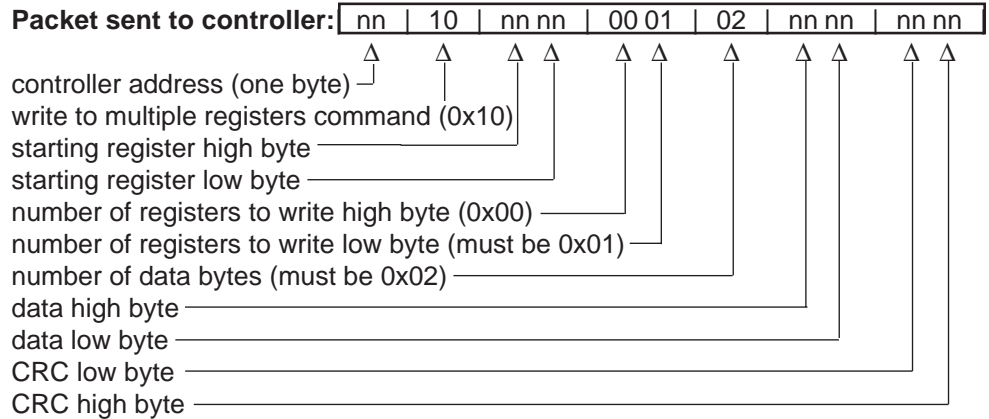 Packet sent to controller: nn | 10 | nn nn | 00 01 | 02 | nn nn | nn nn
controller address (one byte)
write to multiple registers command (0x10)
starting register high byte
starting register low byte
number of registers to write high byte (0x00)
number of registers to write low byte (must be 0x01)
number of data bytes (must be 0x02)
data high byte
data low byte
CRC low byte
CRC high byte